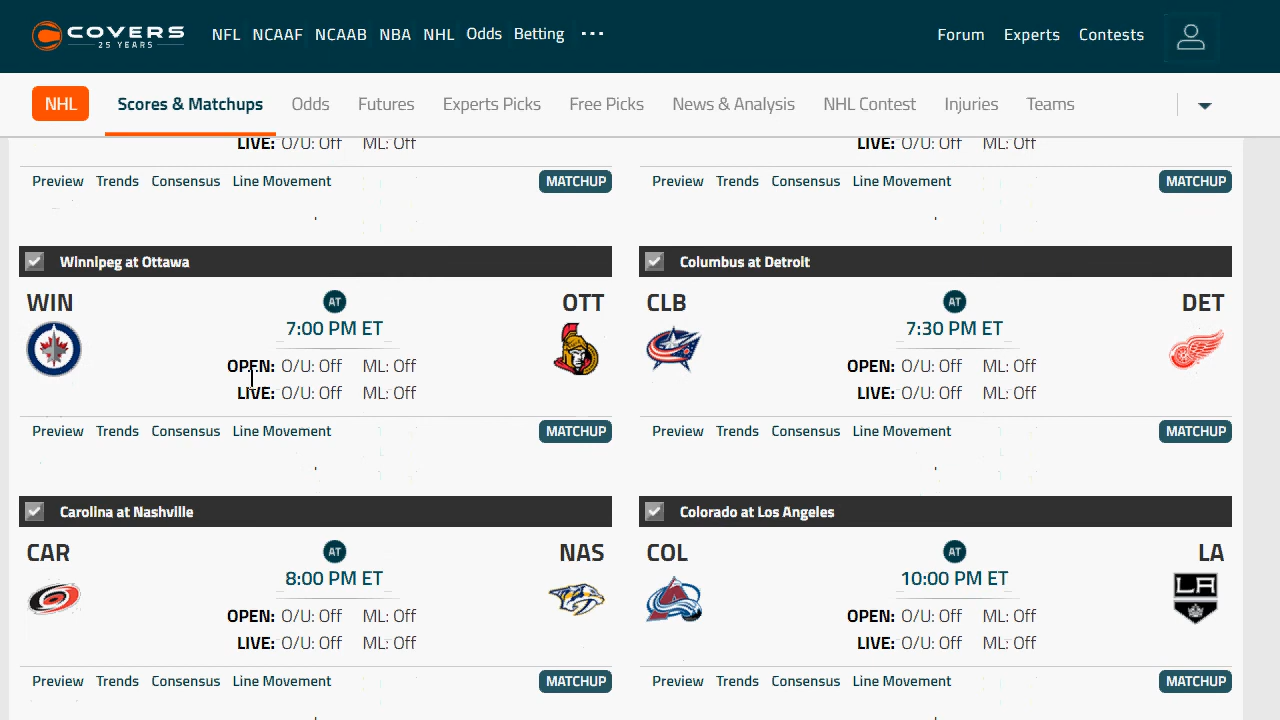 COVERS
25 YEARS
NFL NCAAF NCAAB NBA NHL Odds Betting ···
Forum Experts Contests
NHL Scores & Matchups Odds Futures Experts Picks Free Picks News & Analysis NHL Contest Injuries Teams
LIVE: O/U: Off ML: Off
Preview Trends Consensus Line Movement MATCHUP
LIVE: O/U: Off ML: Off
Preview Trends Consensus Line Movement MATCHUP
Winnipeg at Ottawa
WIN AT OTT
7:00 PM ET
OPEN: O/U: Off ML: Off
LIVE: O/U: Off ML: Off
Preview Trends Consensus Line Movement MATCHUP
Columbus at Detroit
CLB AT DET
7:30 PM ET
OPEN: O/U: Off ML: Off
LIVE: O/U: Off ML: Off
Preview Trends Consensus Line Movement MATCHUP
Carolina at Nashville
CAR AT NAS
8:00 PM ET
OPEN: O/U: Off ML: Off
LIVE: O/U: Off ML: Off
Preview Trends Consensus Line Movement MATCHUP
Colorado at Los Angeles
COL AT LA
10:00 PM ET
LA
OPEN: O/U: Off ML: Off
LIVE: O/U: Off ML: Off
Preview Trends Consensus Line Movement MATCHUP